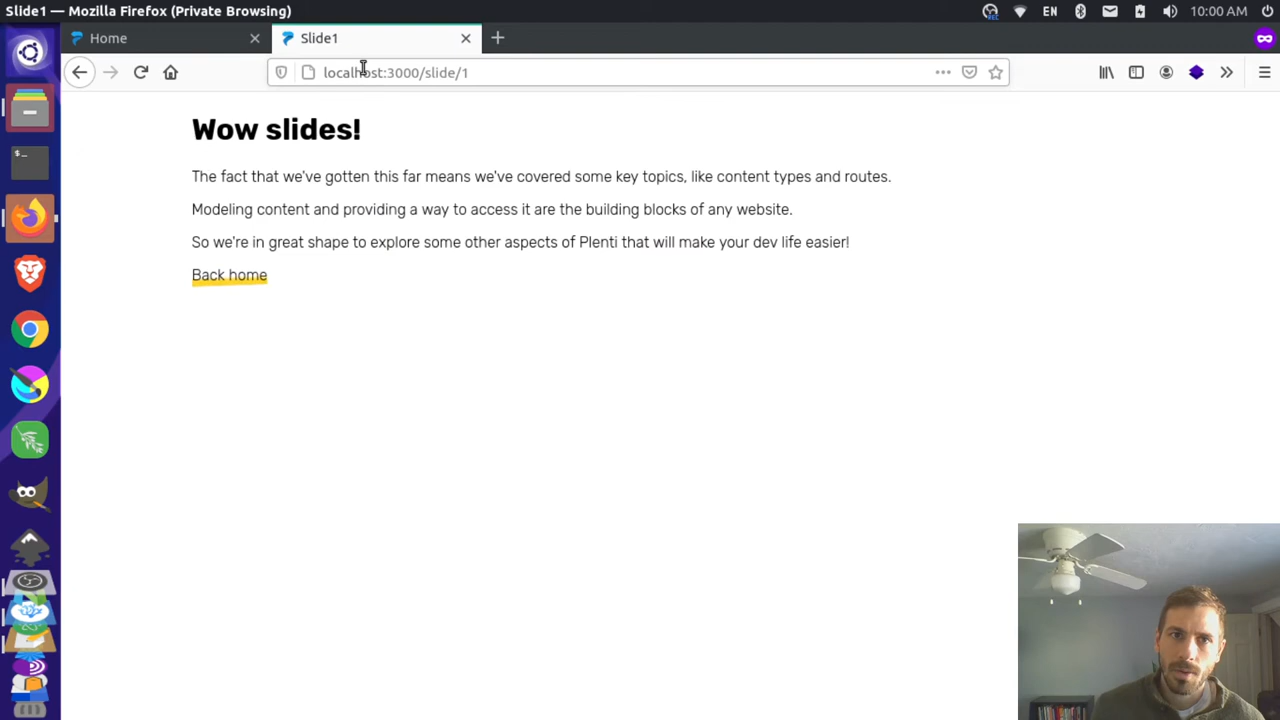 Slide1 — Mozilla Firefox (Private Browsing)
EN
10:00 AM
Home
Slide1
localhost:3000/slide/1
Wow slides!
The fact that we've gotten this far means we've covered some key topics, like content types and routes.
Modeling content and providing a way to access it are the building blocks of any website.
So we're in great shape to explore some other aspects of Plenti that will make your dev life easier!
Back home